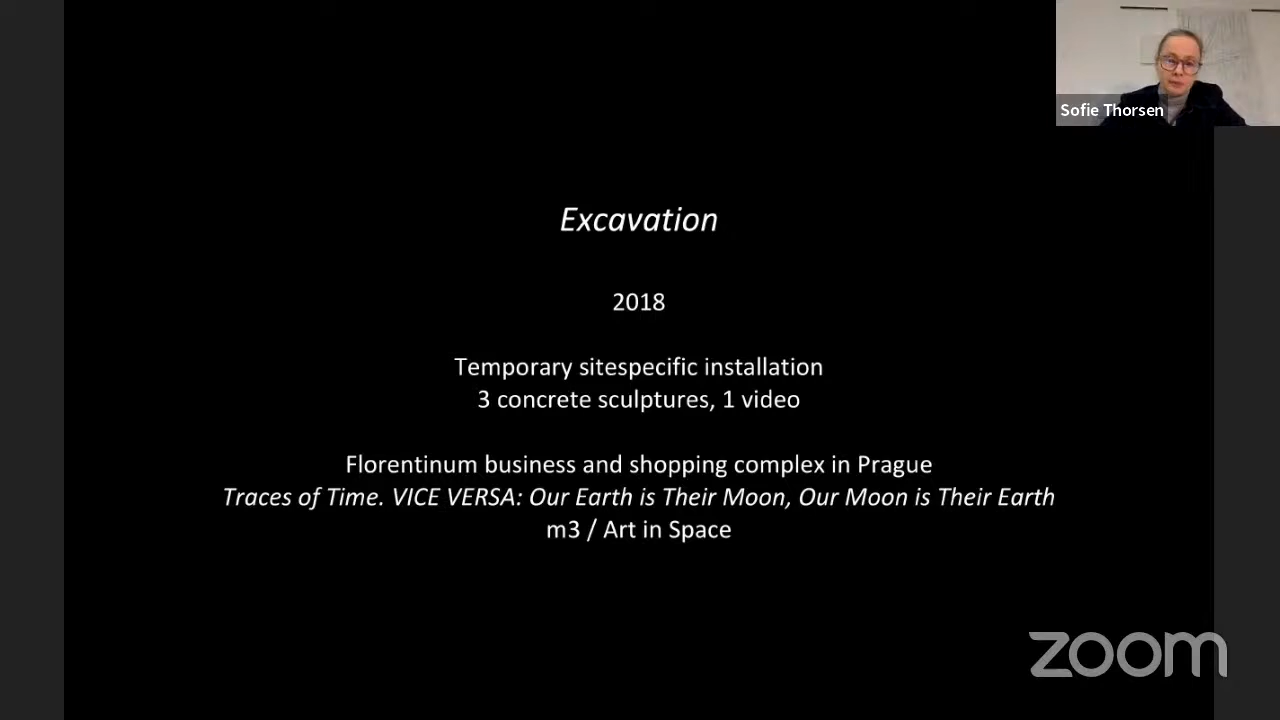 Sofie Thorsen
Excavation
2018
Temporary sitespecific installation
3 concrete sculptures, 1 video
Florentinum business and shopping complex in Prague
Traces of Time. VICE VERSA: Our Earth is Their Moon, Our Moon is Their Earth
m3 / Art in Space
zoom